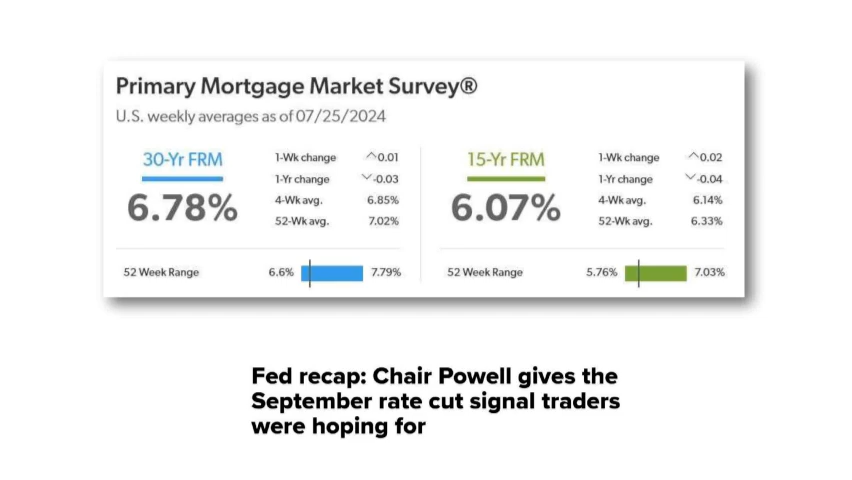 Primary Mortgage Market Survey®
U.S. weekly averages as of 07/25/2024
30-Yr FRM
6.78%
1-Wk change ^0.01
1-Yr change ⌄-0.03
4-Wk avg. 6.85%
52-Wk avg. 7.02%
52 Week Range 6.6% 7.79%
15-Yr FRM
6.07%
1-Wk change ^0.02
1-Yr change ⌄-0.04
4-Wk avg. 6.14%
52-Wk avg. 6.33%
52 Week Range 5.76% 7.03%
Fed recap: Chair Powell gives the
September rate cut signal traders
were hoping for